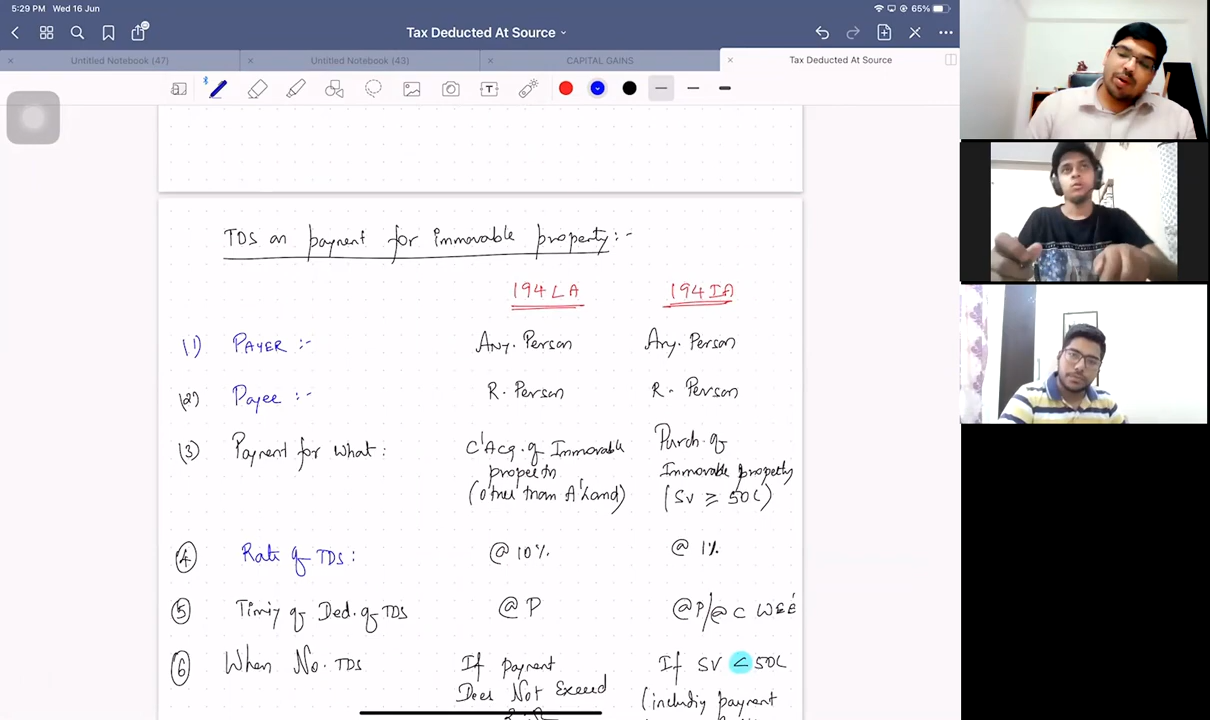 5:29 PM Wed 16 Jun
65%
Tax Deducted At Source
Untitled Notebook (47)
Untitled Notebook (43)
CAPITAL GAINS
Tax Deducted At Source
TDS on payment for immovable property:-
194LA 194IA
(1) PAYER :- Any. Person Any. Person
(2) Payee :- R. Person R. Person
(3) Payment for What: C'Acq. of Immovable Purch. of
property Immovable property
(Other than A'Land) (SV ≥ 50L)
④ Rate of TDS: @ 10% @ 1%
⑤ Timing of Ded. of TDS @ P @P/@C WEE
⑥ When No. TDS If payment If SV < 50L
Does Not Exceed (including payment